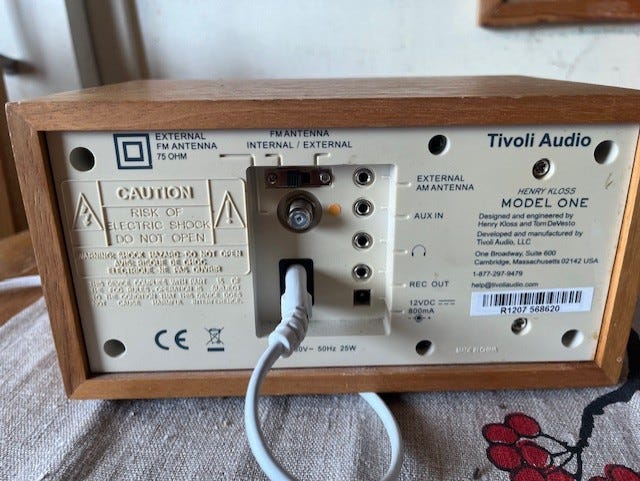 EXTERNAL
FM ANTENNA
75 OHM
FM ANTENNA
INTERNAL / EXTERNAL
CAUTION
RISK OF
ELECTRIC SHOCK
DO NOT OPEN
CE
EXTERNAL
AM ANTENNA
AUX IN
REC OUT
12VDC
800mA
50Hz 25W
Tivoli Audio
HENRY KLOSS
MODEL ONE
Designed and engineered by
Henry Kloss and Tom DeVesto
Developed and manufactured by
Tivoli Audio, LLC
One Broadway, Suite 600
Cambridge, Massachusetts 02142 USA
1-877-297-9479
help@tivoliaudio.com
R1207 568620
MADE IN CHINA